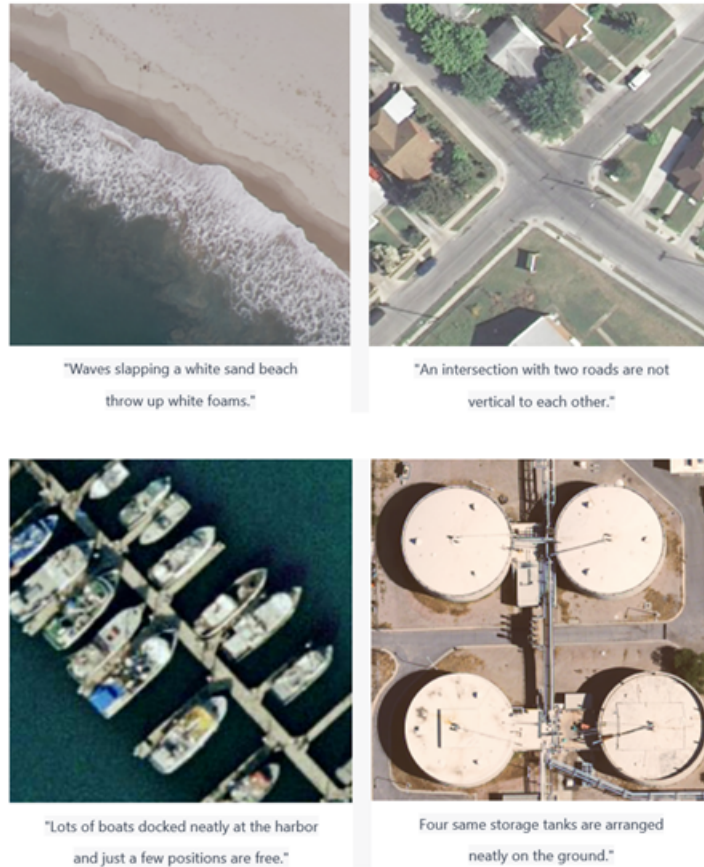 "Waves slapping a white sand beach
throw up white foams."
"An intersection with two roads are not
vertical to each other."
"Lots of boats docked neatly at the harbor
and just a few positions are free."
Four same storage tanks are arranged
neatly on the ground."